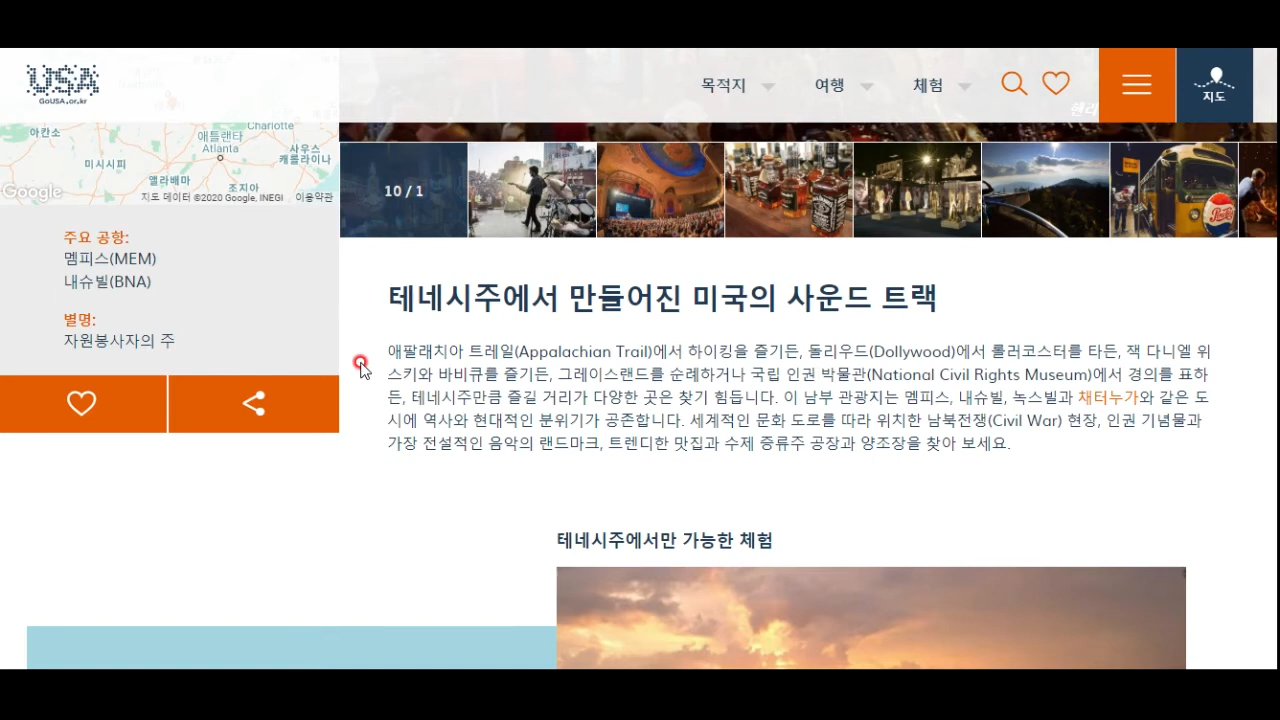 USA
GoUSA.or.kr
목적지
여행
체험
지도
아칸소
Charlotte
애틀랜타
Atlanta
사우스
캐롤라이나
미시시피
앨라배마
조지아
Google
지도 데이터 ©2020 Google, INEGI 이용약관
10 / 1
주요 공항:
멤피스(MEM)
내슈빌(BNA)
별명:
자원봉사자의 주
테네시주에서 만들어진 미국의 사운드 트랙
애팔래치아 트레일(Appalachian Trail)에서 하이킹을 즐기든, 돌리우드(Dollywood)에서 롤러코스터를 타든, 잭 다니엘 위
스키와 바비큐를 즐기든, 그레이스랜드를 순례하거나 국립 인권 박물관(National Civil Rights Museum)에서 경의를 표하
든, 테네시주만큼 즐길 거리가 다양한 곳은 찾기 힘듭니다. 이 남부 관광지는 멤피스, 내슈빌, 녹스빌과 채터누가와 같은 도
시에 역사와 현대적인 분위기가 공존합니다. 세계적인 문화 도로를 따라 위치한 남북전쟁(Civil War) 현장, 인권 기념물과
가장 전설적인 음악의 랜드마크, 트렌디한 맛집과 수제 증류주 공장과 양조장을 찾아 보세요.
테네시주에서만 가능한 체험